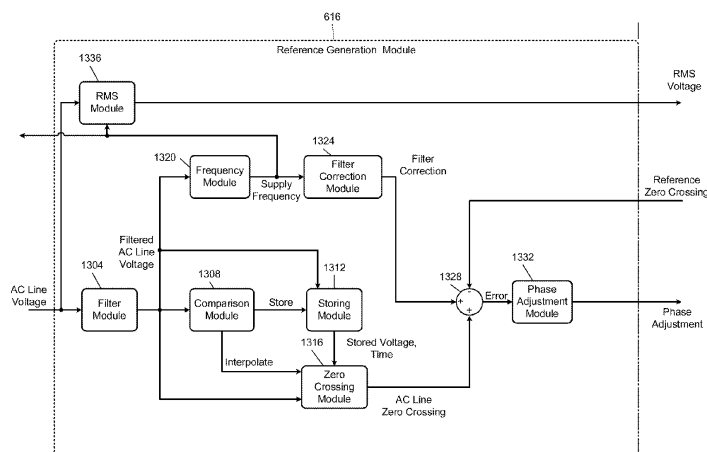 616
Reference Generation Module
1336
RMS
Module
RMS
Voltage
1320
Frequency
Module
Supply
Frequency
1324
Filter
Correction
Module
Filter
Correction
Reference
Zero Crossing
Filtered
AC Line
Voltage
AC Line
Voltage
1304
Filter
Module
1308
Comparison
Module
Store
1312
Storing
Module
Stored Voltage,
Time
Interpolate
1316
Zero
Crossing
Module
AC Line
Zero Crossing
1328
-
+
+
Error
1332
Phase
Adjustment
Module
Phase
Adjustment